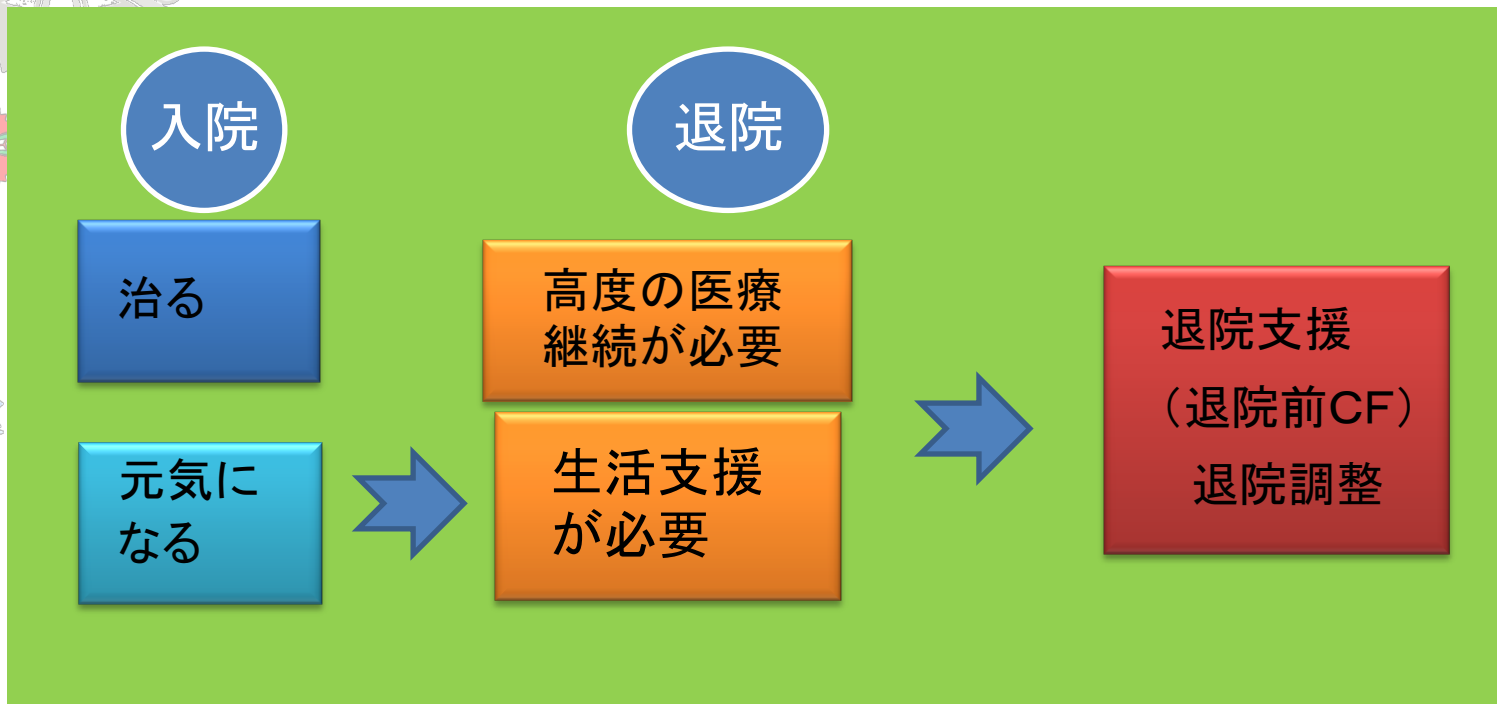 入院
退院
治る
高度の医療
継続が必要
元気に
なる
生活支援
が必要
退院支援
（退院前CF）
退院調整